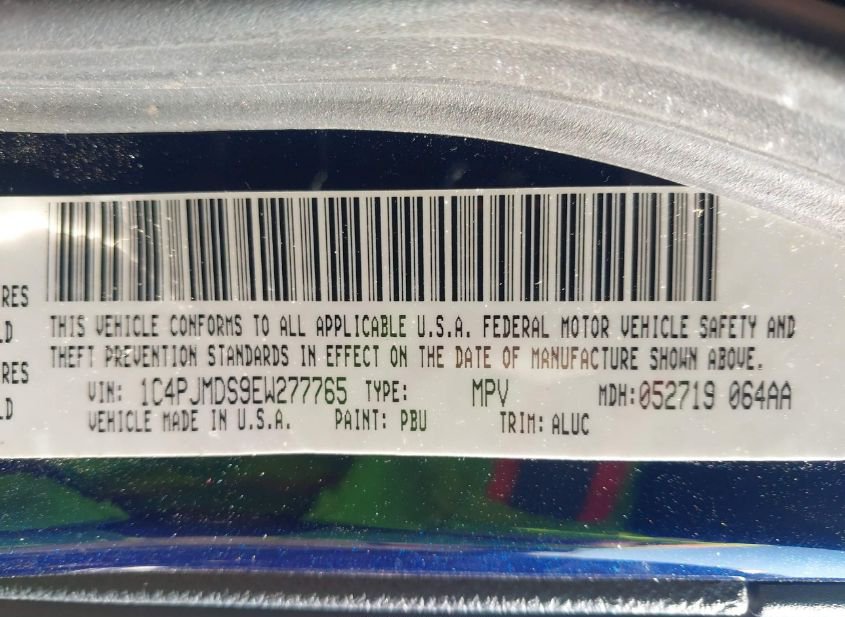 RES
LD
RES
LD
THIS VEHICLE CONFORMS TO ALL APPLICABLE U.S.A. FEDERAL MOTOR VEHICLE SAFETY AND
THEFT PREVENTION STANDARDS IN EFFECT ON THE DATE OF MANUFACTURE SHOWN ABOVE.
VIN: 1C4PJMDS9EW277765 TYPE: MPV MDH:052719 064AA
VEHICLE MADE IN U.S.A. PAINT: PBU TRIM: ALUC